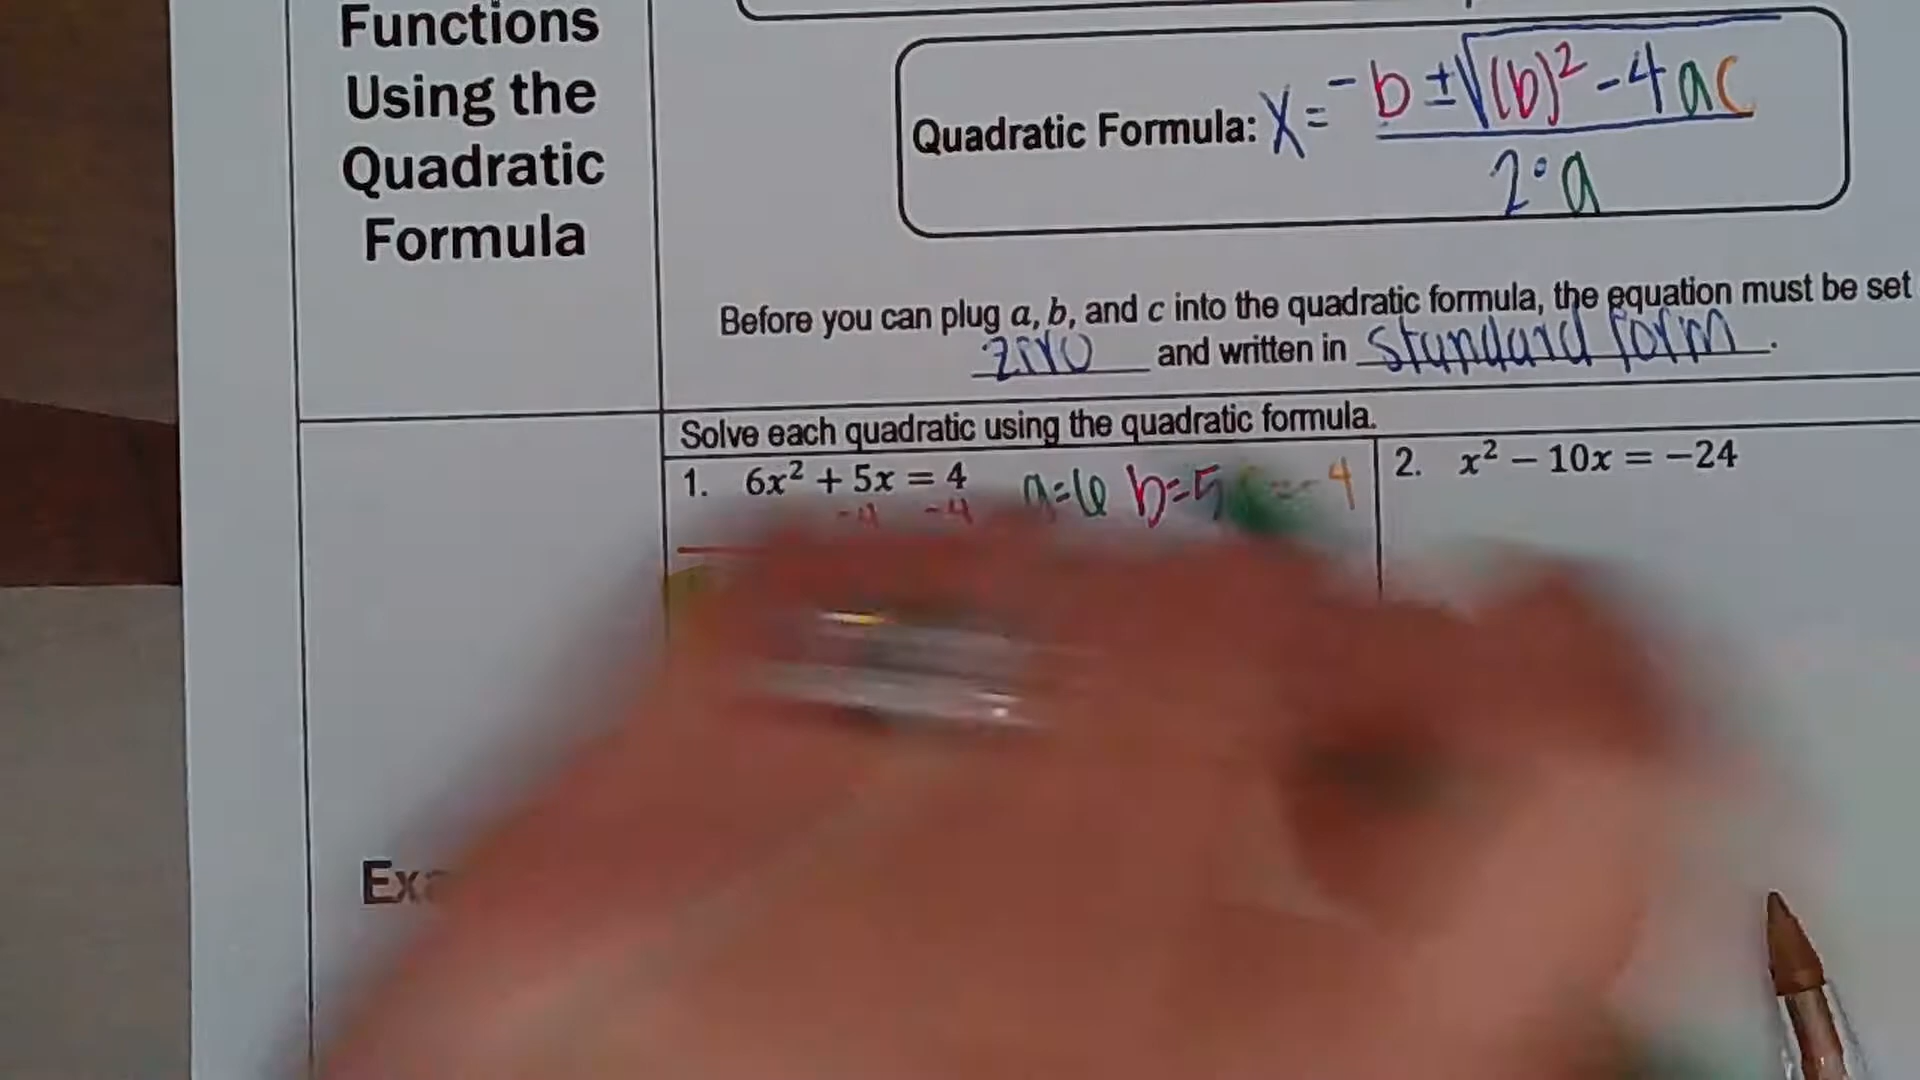 Functions
Using the
Quadratic
Formula
Quadratic Formula: x = -b ± √(b)² - 4ac / 2·a
Before you can plug a, b, and c into the quadratic formula, the equation must be set
zero and written in standard form.
Solve each quadratic using the quadratic formula.
1. 6x² + 5x = 4 a=6 b=5 = -4
-4 -4
2. x² – 10x = –24